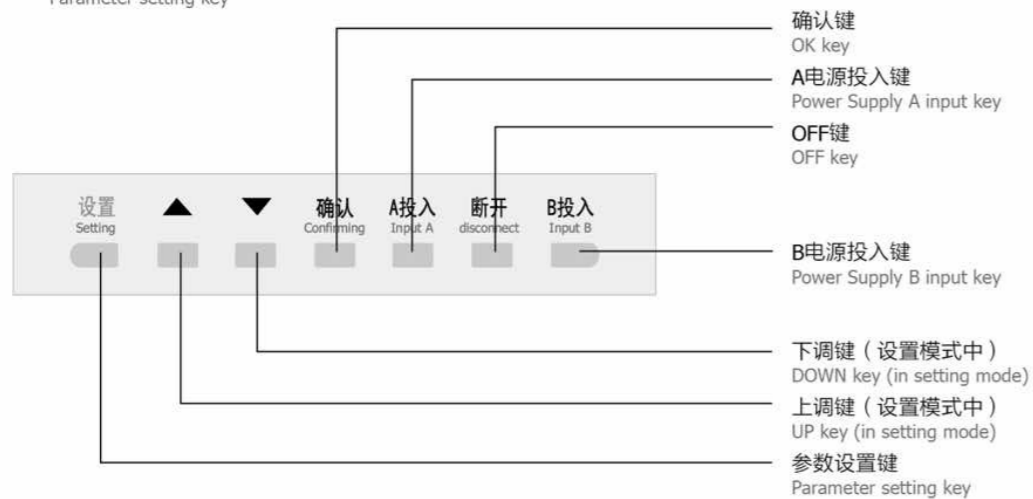 Parameter setting key
确认键
OK key
A电源投入键
Power Supply A input key
OFF键
OFF key
设置
Setting
▲
▼
确认
Confirming
A投入
Input A
断开
disconnect
B投入
Input B
B电源投入键
Power Supply B input key
下调键（设置模式中）
DOWN key (in setting mode)
上调键（设置模式中）
UP key (in setting mode)
参数设置键
Parameter setting key